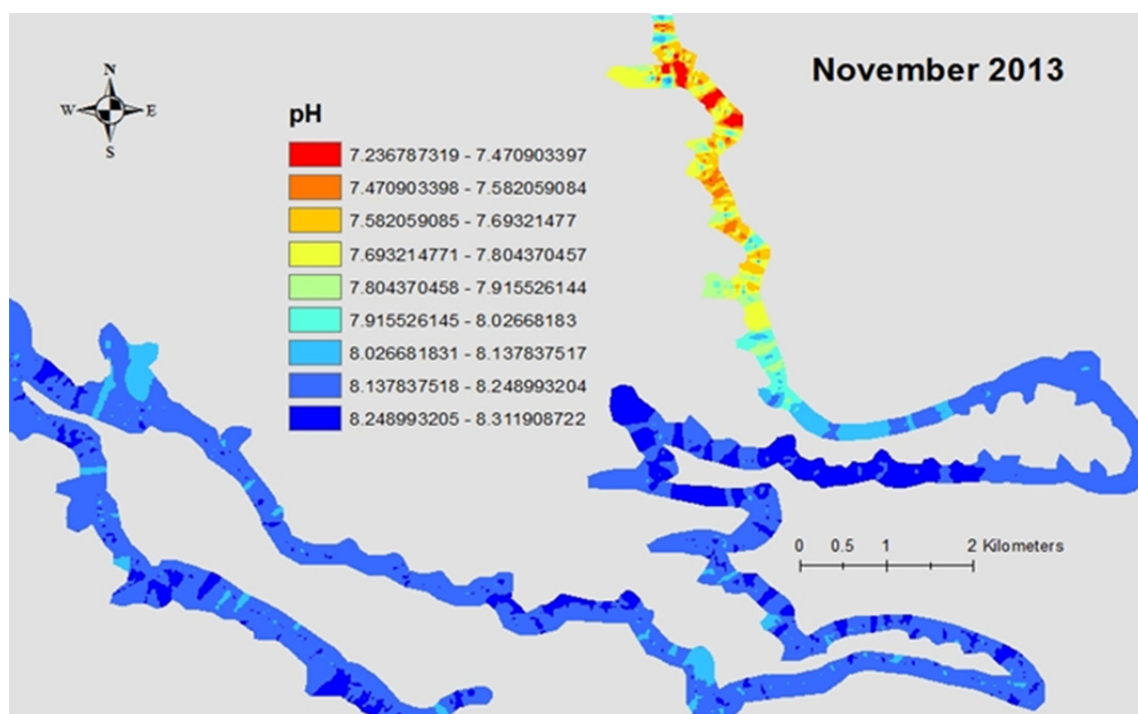 November 2013
N
W E
S
pH
7.236787319 - 7.470903397
7.470903398 - 7.582059084
7.582059085 - 7.69321477
7.693214771 - 7.804370457
7.804370458 - 7.915526144
7.915526145 - 8.02668183
8.026681831 - 8.137837517
8.137837518 - 8.248993204
8.248993205 - 8.311908722
0 0.5 1 2 Kilometers